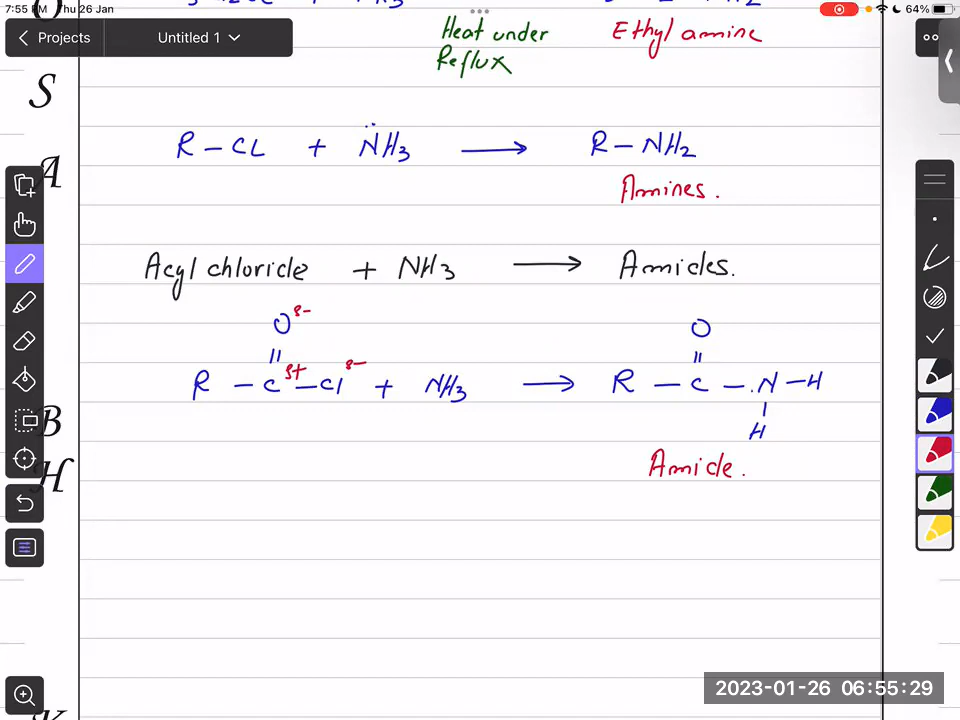 7:55 PM Thu 26 Jan 64%
Projects Untitled 1
Heat under Ethyl amine
Reflux
S
R – CL + N̈H3 ⟶ R – NH2
A
Amines.
Acyl chloride + NH3 ⟶ Amides.
O δ- O
|| ||
R – C δ+ – Cl δ- + NH3 ⟶ R – C – N – H
|
B H
H Amide.
2023-01-26 06:55:29